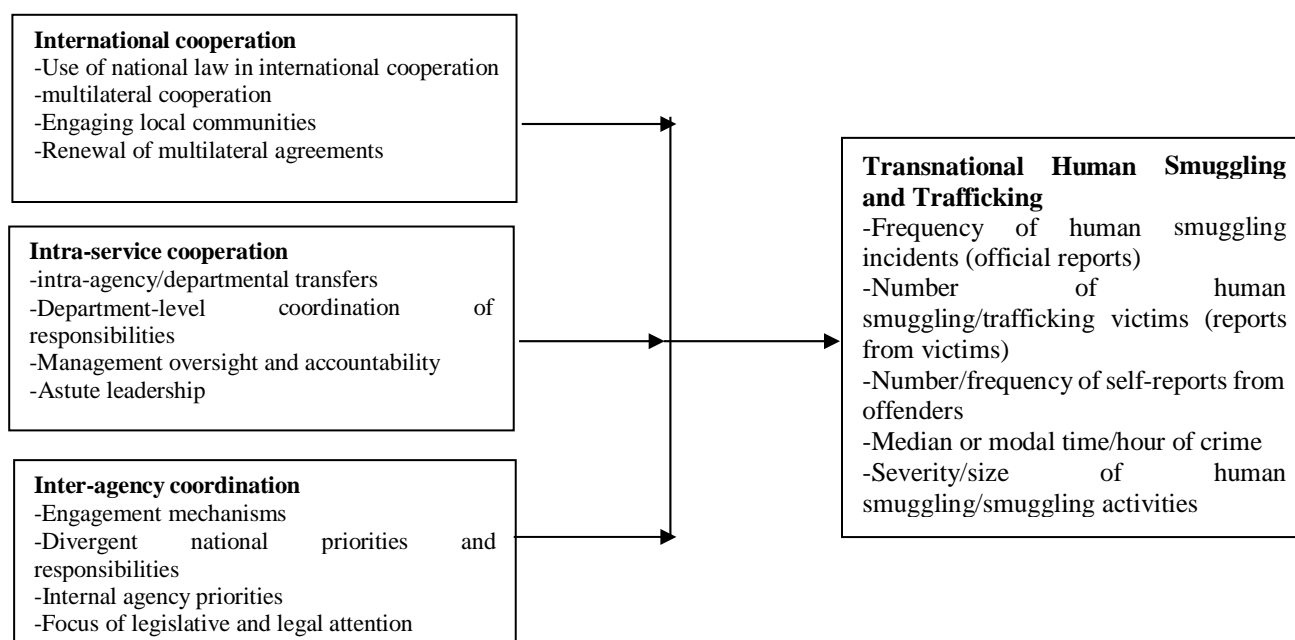 International cooperation
-Use of national law in international cooperation
-multilateral cooperation
-Engaging local communities
-Renewal of multilateral agreements
Intra-service cooperation
-intra-agency/departmental transfers
-Department-level coordination of
responsibilities
-Management oversight and accountability
-Astute leadership
Inter-agency coordination
-Engagement mechanisms
-Divergent national priorities and
responsibilities
-Internal agency priorities
-Focus of legislative and legal attention
Transnational Human Smuggling
and Trafficking
-Frequency of human smuggling
incidents (official reports)
-Number of human
smuggling/trafficking victims (reports
from victims)
-Number/frequency of self-reports from
offenders
-Median or modal time/hour of crime
-Severity/size of human
smuggling/smuggling activities